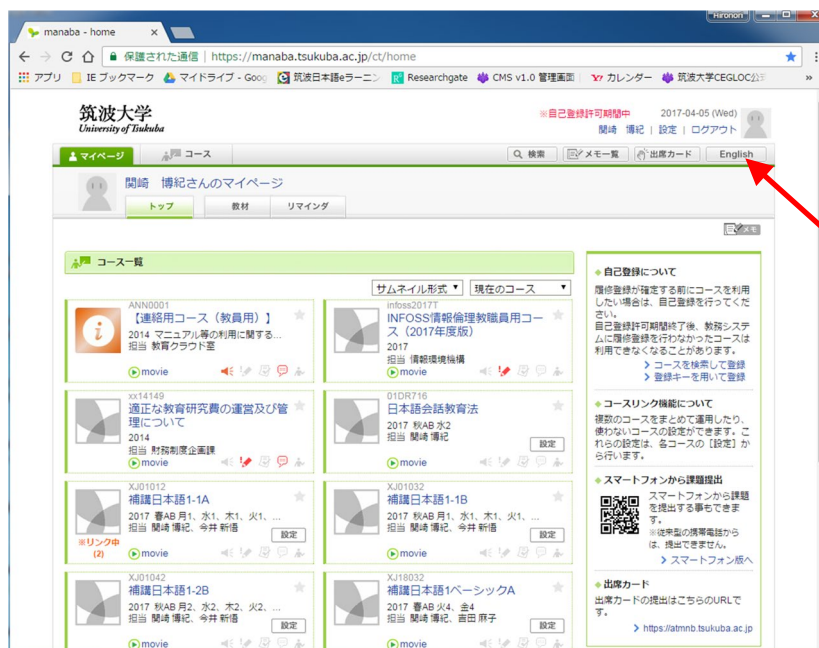 Hironori
manaba - home
保護された通信 | https://manaba.tsukuba.ac.jp/ct/home
アプリ IE ブックマーク マイドライブ - Goog 筑波日本語eラーニン Researchgate CMS v1.0 管理画面 カレンダー 筑波大学CEGLOC公
筑波大学
University of Tsukuba
※自己登録許可期間中 2017-04-05 (Wed)
関崎 博紀 | 設定 | ログアウト
マイページ コース 検索 メモ一覧 出席カード English
関崎 博紀さんのマイページ
トップ 教材 リマインダ
メモ
コース一覧
サムネイル形式 現在のコース
ANN0001
【連絡用コース(教員用)】
2014 マニュアル等の利用に関する...
担当 教育クラウド室
movie
infoss2017T
INFOSS情報倫理教職員用コー
ス(2017年度版)
2017
担当 情報環境機構
movie
xx14149
適正な教育研究費の運営及び管
理について
2014
担当 財務制度企画課
movie
01DR716
日本語会話教育法
2017 秋AB 水2
担当 関崎 博紀
設定
movie
XJ01012
補講日本語1-1A
2017 春AB 月1、水1、木1、火1、...
担当 関崎 博紀、今井 新悟
設定
※リンク中
(2)
movie
XJ01032
補講日本語1-1B
2017 秋AB 月1、水1、木1、火1、...
担当 関崎 博紀、今井 新悟
設定
movie
XJ01042
補講日本語1-2B
2017 秋AB 月2、水2、木2、火2、...
担当 関崎 博紀、今井 新悟
設定
movie
XJ18032
補講日本語1ベーシックA
2017 春AB 火4、金4
担当 関崎 博紀、吉田 麻子
設定
movie
自己登録について
履修登録が確定する前にコースを利用
したい場合は、自己登録を行ってくだ
さい。
自己登録許可期間終了後、教務システ
ムに履修登録を行わなかったコースは
利用できなくなることがあります。
コースを検索して登録
登録キーを用いて登録
コースリンク機能について
複数のコースをまとめて運用したり、
使わないコースの設定ができます。こ
れらの設定は、各コースの[設定]か
ら行います。
スマートフォンから課題提出
スマートフォンから課題
を提出する事もできま
す。
※従来型の携帯電話から
は、提出できません。
スマートフォン版へ
出席カード
出席カードの提出はこちらのURLで
す。
https://atmnb.tsukuba.ac.jp